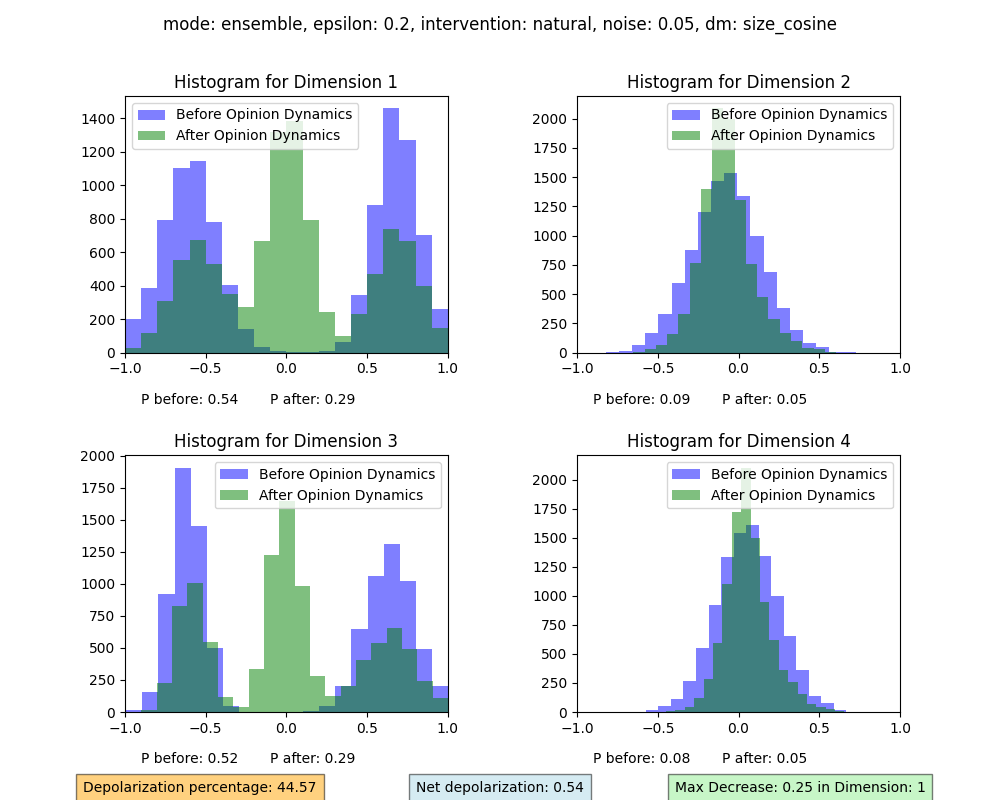 mode: ensemble, epsilon: 0.2, intervention: natural, noise: 0.05, dm: size_cosine
Histogram for Dimension 1
Before Opinion Dynamics
After Opinion Dynamics
1400
1200
1000
800
600
400
200
0
−1.0 −0.5 0.0 0.5 1.0
P before: 0.54 P after: 0.29
Histogram for Dimension 2
Before Opinion Dynamics
After Opinion Dynamics
2000
1750
1500
1250
1000
750
500
250
0
−1.0 −0.5 0.0 0.5 1.0
P before: 0.09 P after: 0.05
Histogram for Dimension 3
Before Opinion Dynamics
After Opinion Dynamics
2000
1750
1500
1250
1000
750
500
250
0
−1.0 −0.5 0.0 0.5 1.0
P before: 0.52 P after: 0.29
Histogram for Dimension 4
Before Opinion Dynamics
After Opinion Dynamics
2000
1750
1500
1250
1000
750
500
250
0
−1.0 −0.5 0.0 0.5 1.0
P before: 0.08 P after: 0.05
Depolarization percentage: 44.57
Net depolarization: 0.54
Max Decrease: 0.25 in Dimension: 1